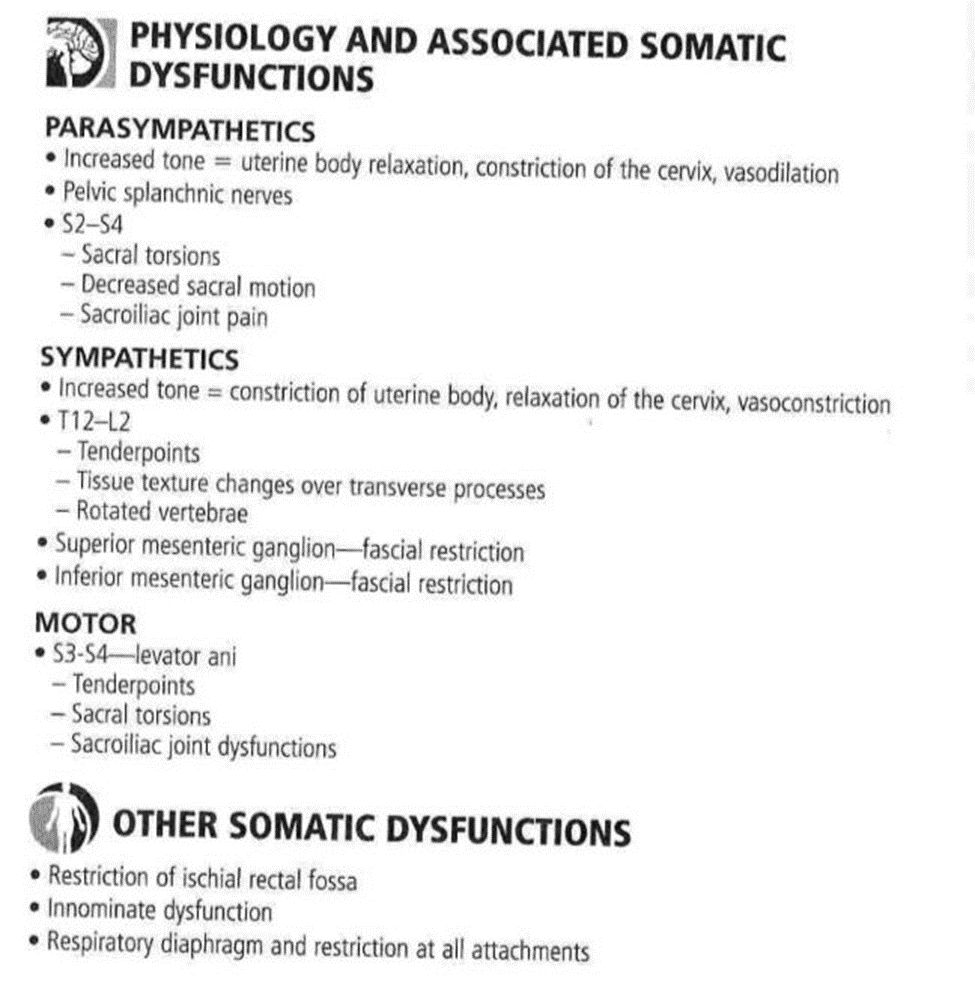 PHYSIOLOGY AND ASSOCIATED SOMATIC
DYSFUNCTIONS
PARASYMPATHETICS
• Increased tone = uterine body relaxation, constriction of the cervix, vasodilation
• Pelvic splanchnic nerves
• S2–S4
– Sacral torsions
– Decreased sacral motion
– Sacroiliac joint pain
SYMPATHETICS
• Increased tone = constriction of uterine body, relaxation of the cervix, vasoconstriction
• T12–L2
– Tenderpoints
– Tissue texture changes over transverse processes
– Rotated vertebrae
• Superior mesenteric ganglion—fascial restriction
• Inferior mesenteric ganglion—fascial restriction
MOTOR
• S3-S4—levator ani
– Tenderpoints
– Sacral torsions
– Sacroiliac joint dysfunctions
OTHER SOMATIC DYSFUNCTIONS
• Restriction of ischial rectal fossa
• Innominate dysfunction
• Respiratory diaphragm and restriction at all attachments